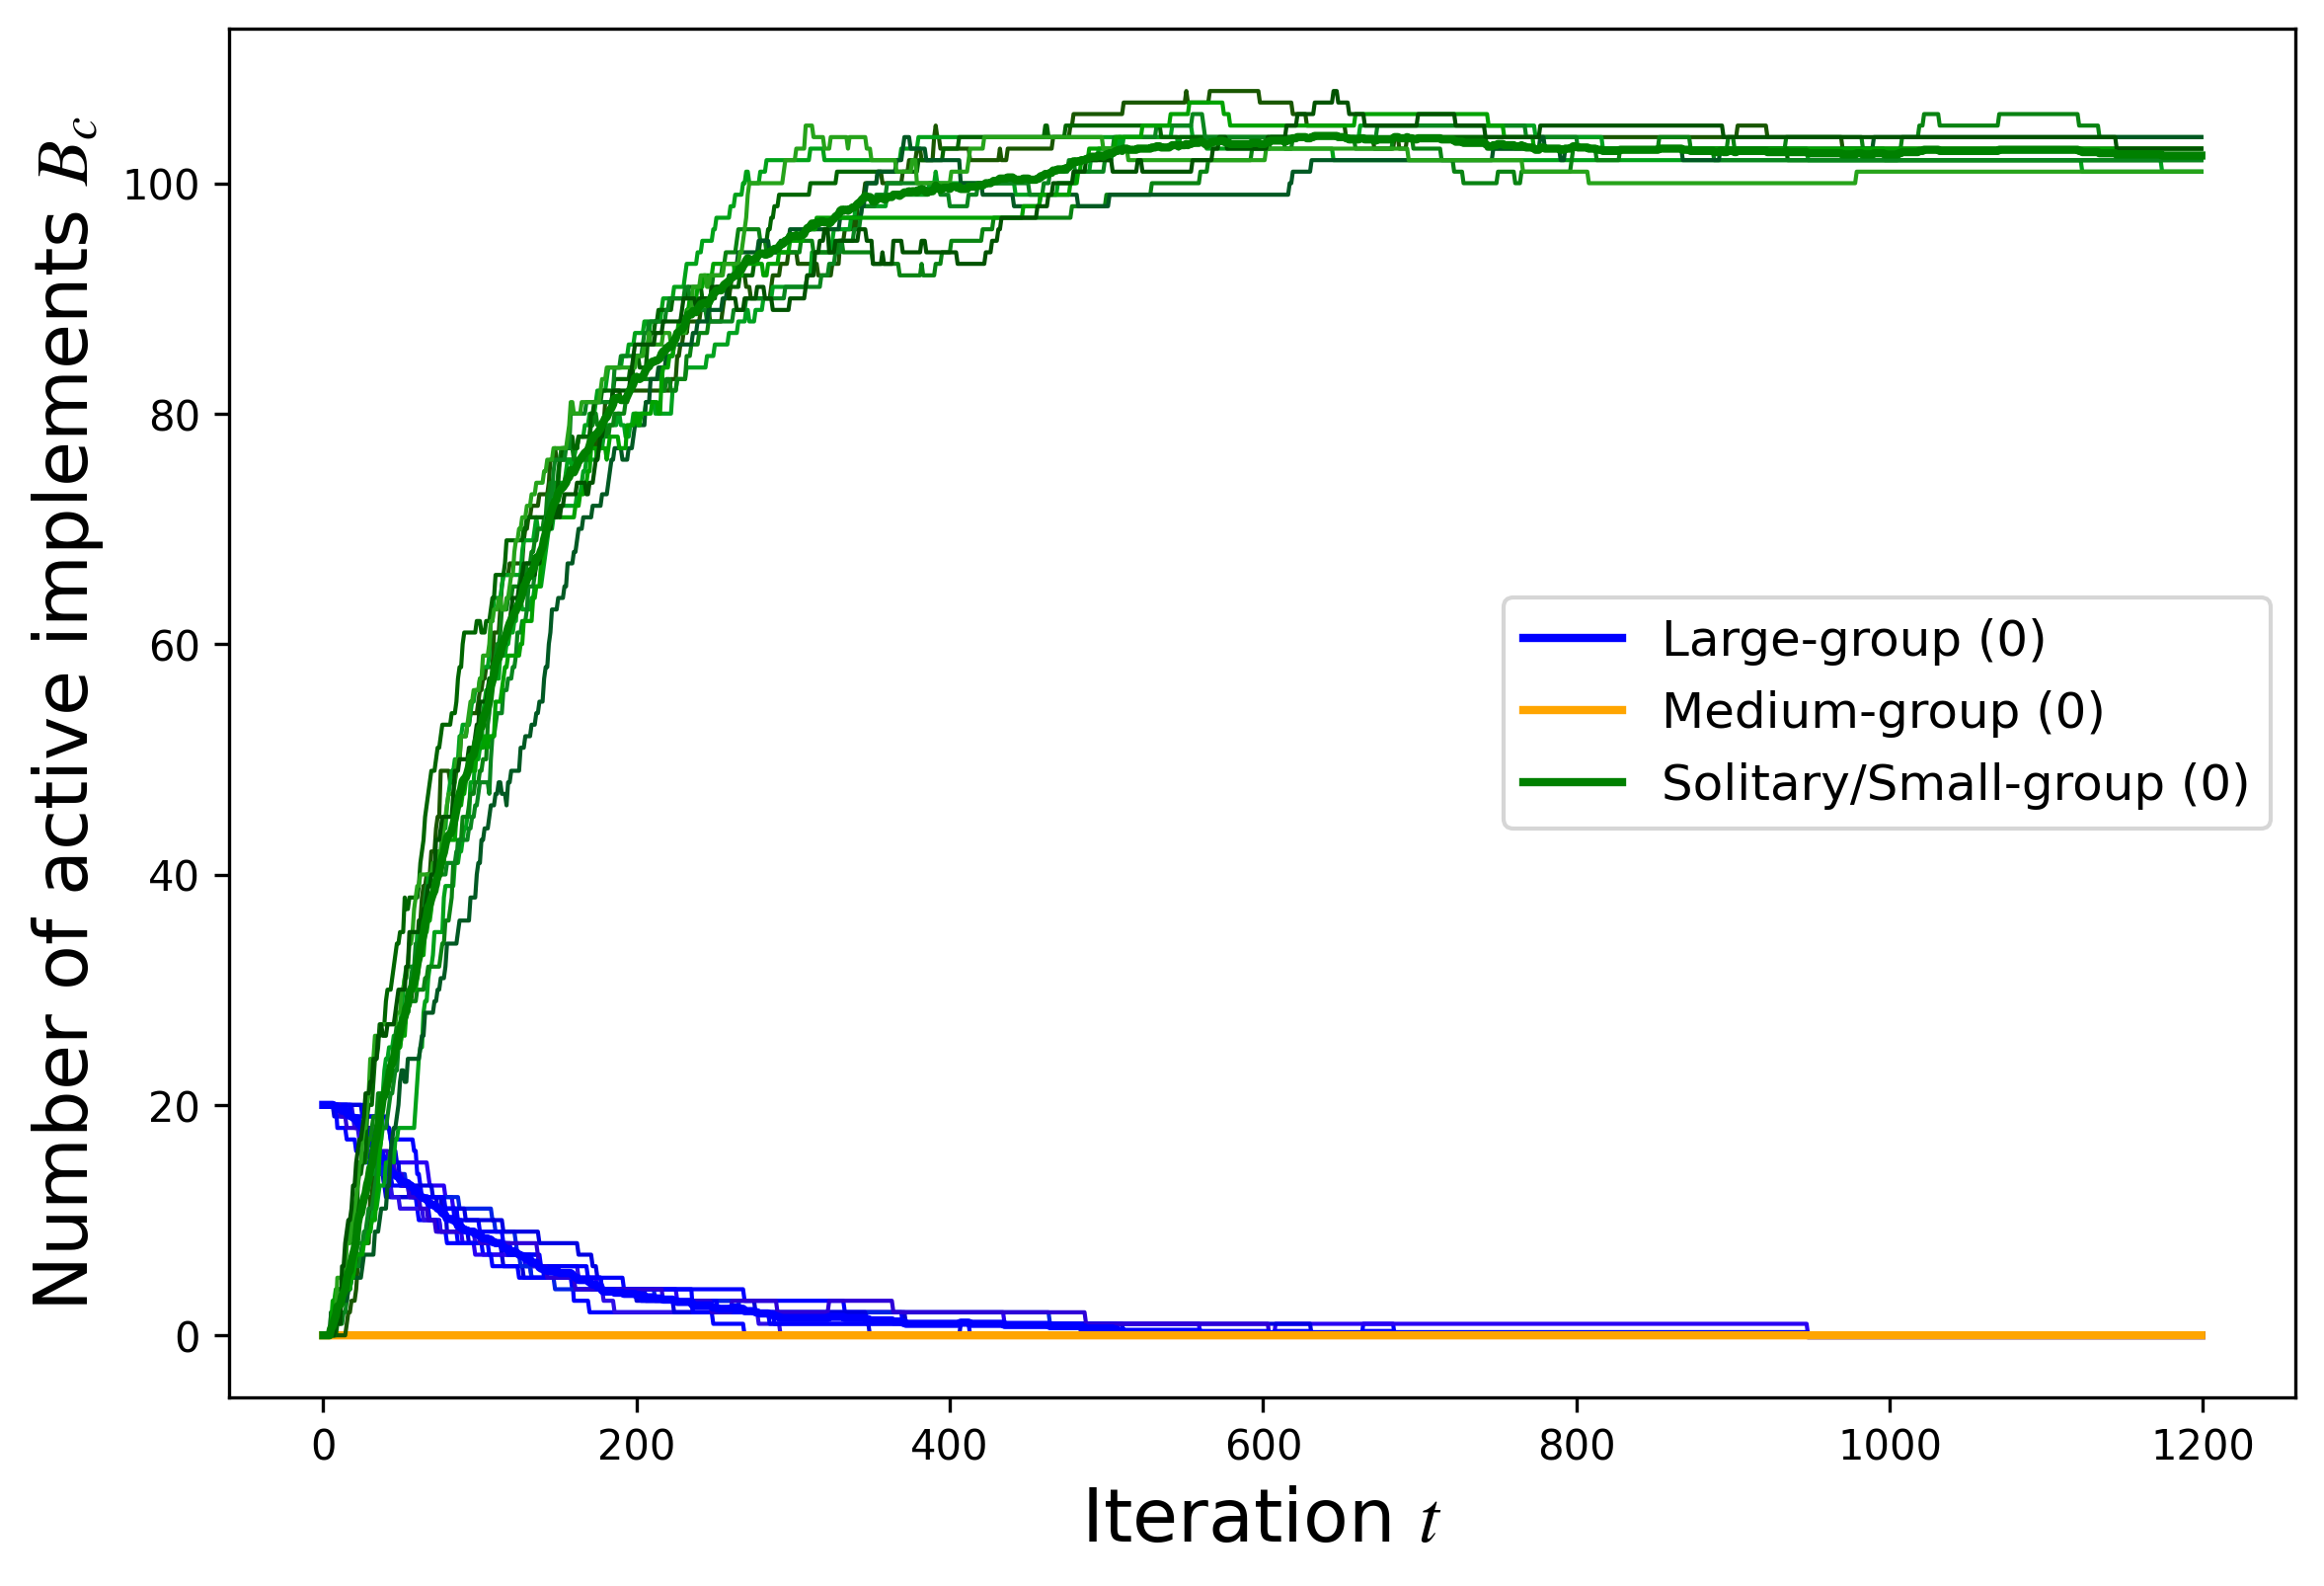 Number of active implements B_c
100
80
60
40
20
0
Large-group (0)
Medium-group (0)
Solitary/Small-group (0)
0 200 400 600 800 1000 1200
Iteration t